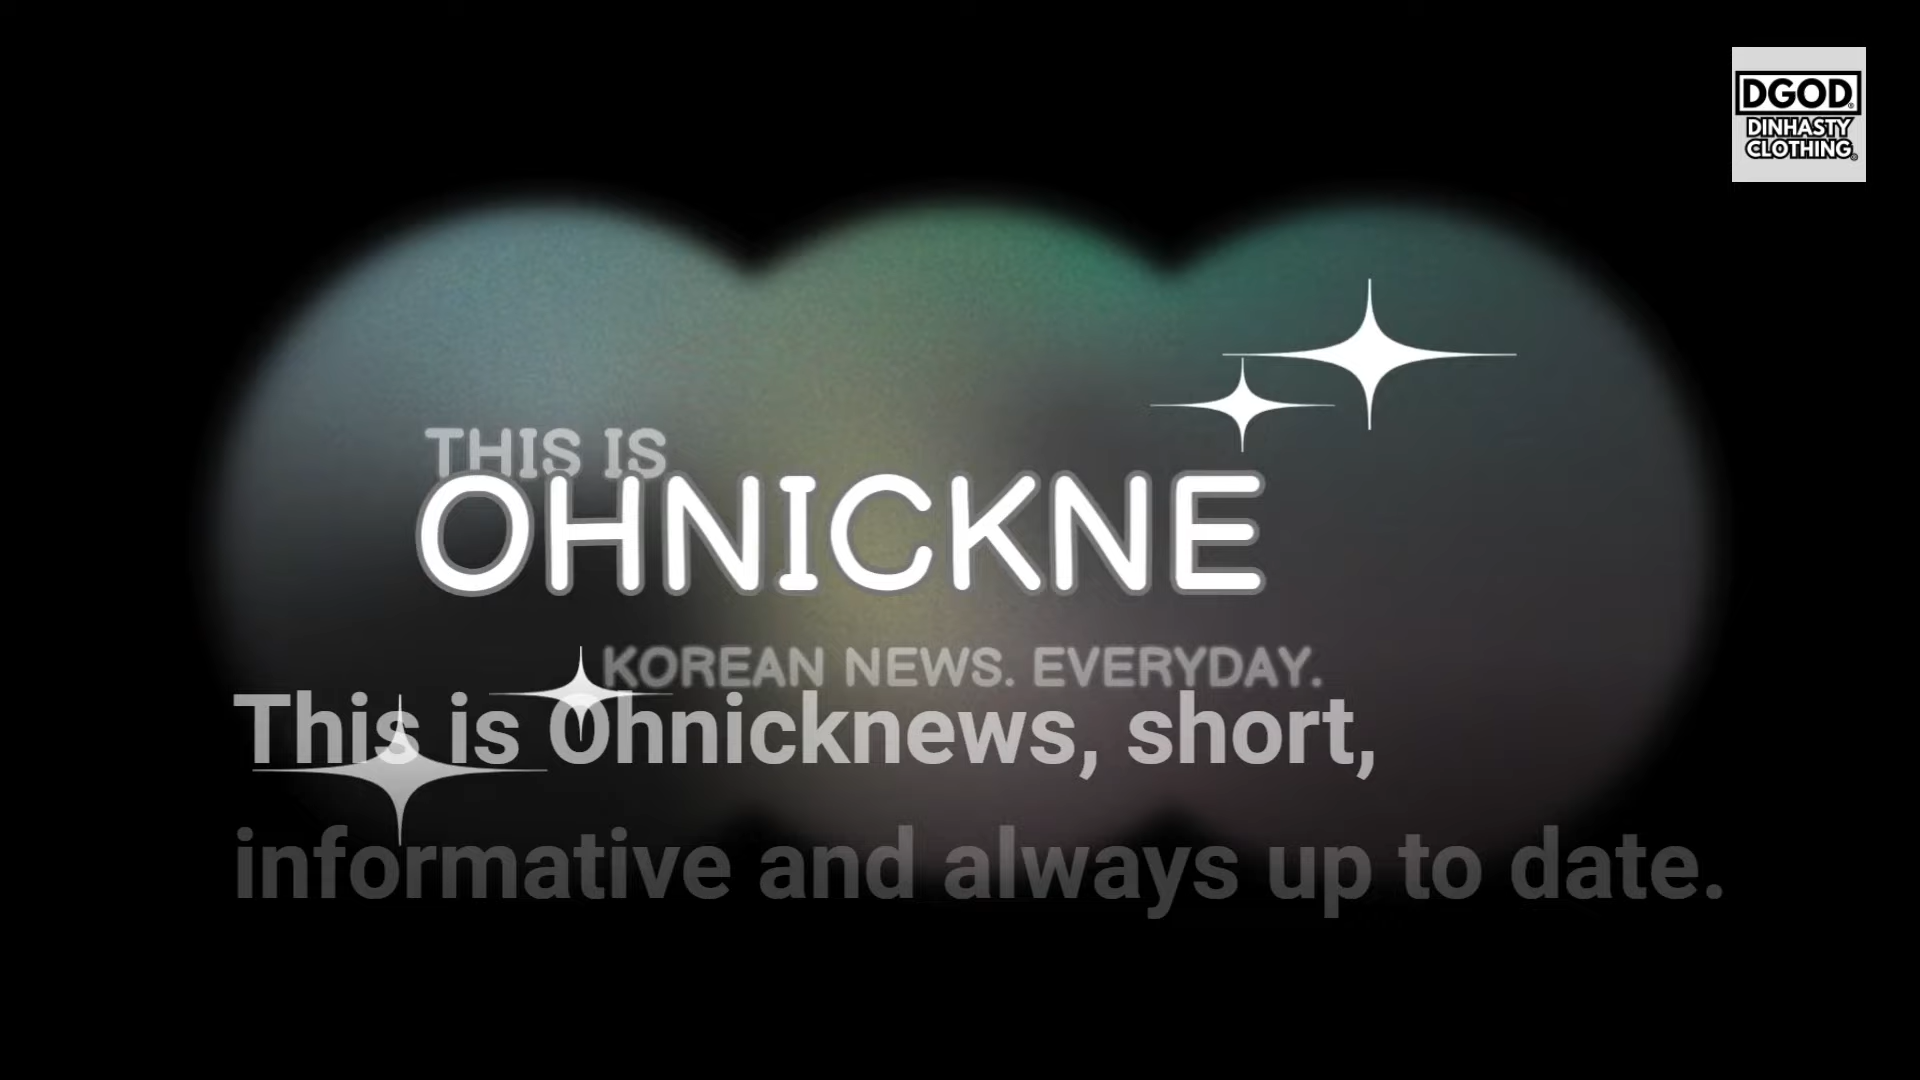 DGOD®
DINHASTY
CLOTHING®
THIS IS
OHNICKNE
KOREAN NEWS. EVERYDAY.
This is Ohnicknews, short,
informative and always up to date.